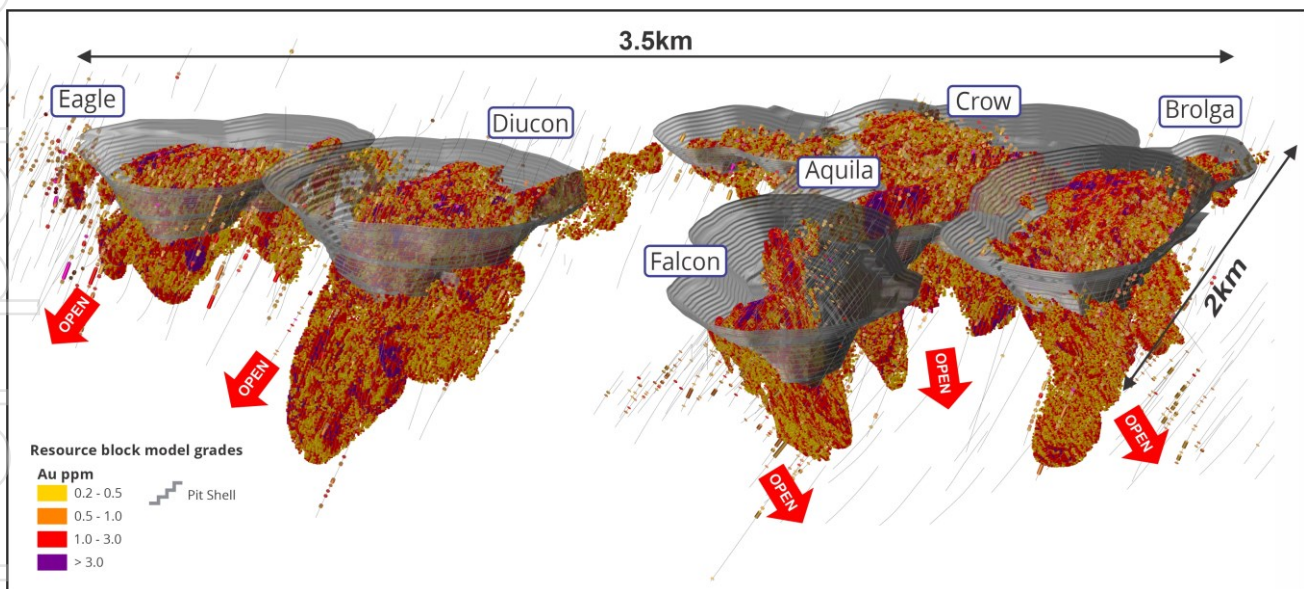 3.5km
Eagle
Diucon
Crow
Brolga
Aquila
Falcon
2km
OPEN
OPEN
OPEN
OPEN
OPEN
Resource block model grades
Au ppm
0.2 - 0.5
0.5 - 1.0
1.0 - 3.0
> 3.0
Pit Shell